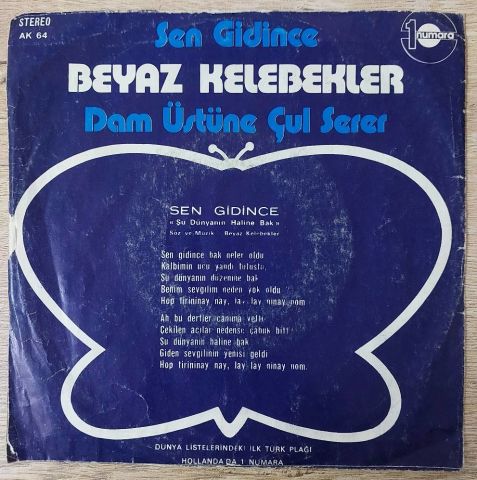 STEREO
AK 64
1 numara
Sen Gidince
BEYAZ KELEBEKLER
Dam Üstüne Çul Serer
SEN GİDİNCE
« Şu Dünyanın Haline Bak »
Söz ve Müzik : Beyaz Kelebekler
Sen gidince bak neler oldu
Kalbimin ucu yandı tutuştu
Şu dünyanın düzenine bak
Benim sevgilim neden yok oldu
Hop tirininay nay, lay lay ninay nom
Ah bu dertler canıma yetti
Çekilen acılar nedense çabuk bitti
Şu dünyanın haline bak
Giden sevgilinin yenisi geldi
Hop tirininay nay, lay lay ninay nom.
DÜNYA LİSTELERİNDEKİ İLK TÜRK PLAĞI
HOLLANDA'DA 1 NUMARA